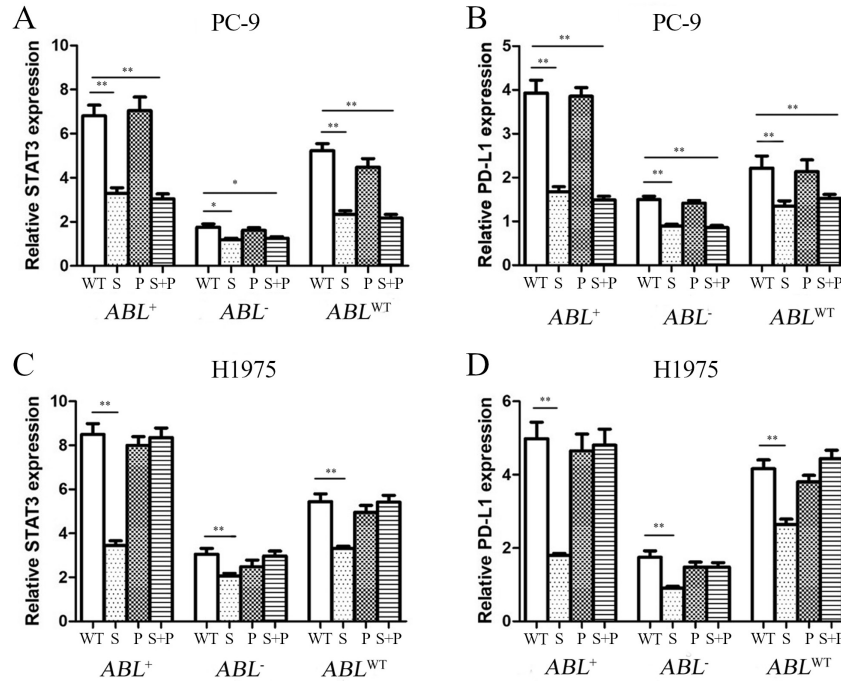 A
PC-9
Relative STAT3 expression
10
8
6
4
2
0
**
**
*
*
**
**
WT S P S+P WT S P S+P WT S P S+P
ABL+ ABL- ABLWT
B
PC-9
Relative PD-L1 expression
5
4
3
2
1
0
**
**
**
**
**
**
WT S P S+P WT S P S+P WT S P S+P
ABL+ ABL- ABLWT
C
H1975
Relative STAT3 expression
10
8
6
4
2
0
**
**
**
WT S P S+P WT S P S+P WT S P S+P
ABL+ ABL- ABLWT
D
H1975
Relative PD-L1 expression
6
4
2
0
**
**
**
WT S P S+P WT S P S+P WT S P S+P
ABL+ ABL- ABLWT